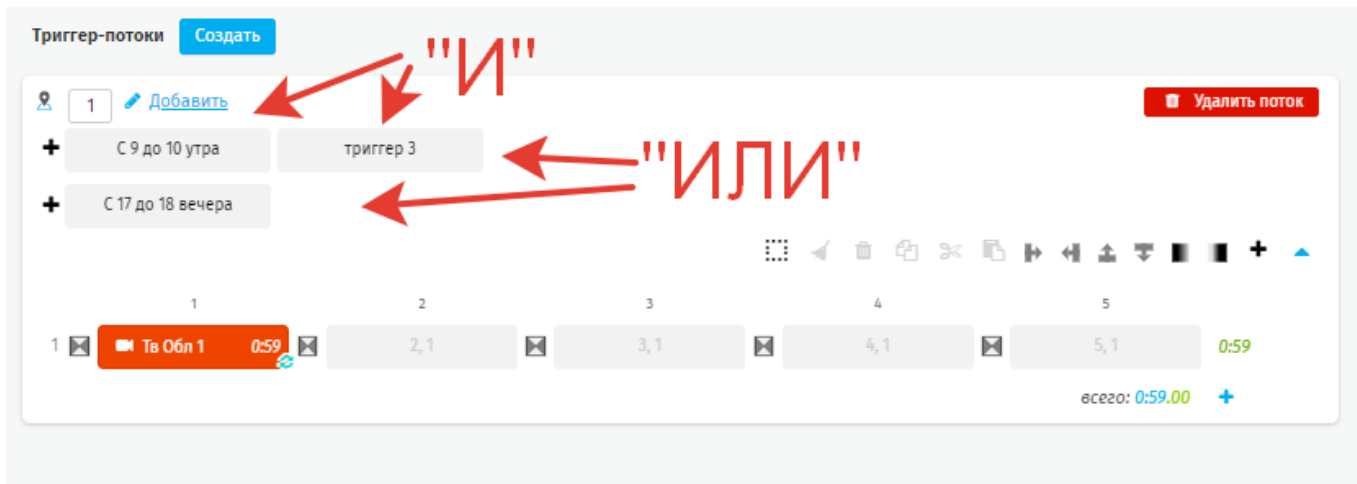 Триггер-потоки Создать
"И"
1 Добавить Удалить поток
С 9 до 10 утра триггер 3
"ИЛИ"
С 17 до 18 вечера
1 2 3 4 5
1 Тв Обл 1 0:59 2, 1 3, 1 4, 1 5, 1 0:59
всего: 0:59.00